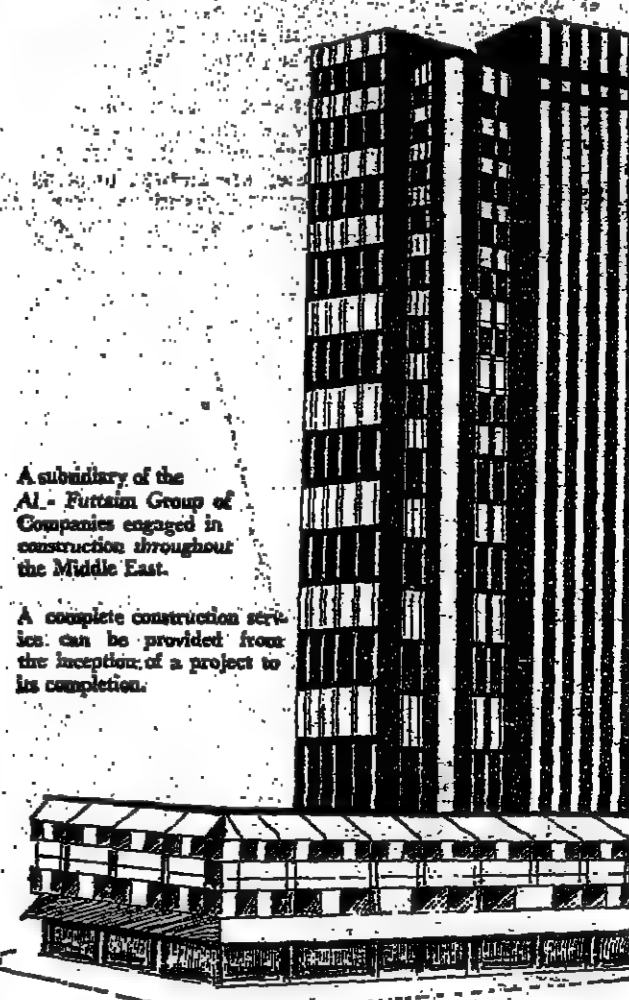 A subsidiary of the
Al - Futtaim Group of
Companies engaged in
construction throughout
the Middle East.
A complete construction serv-
ice can be provided from
the inception of a project to
its completion.